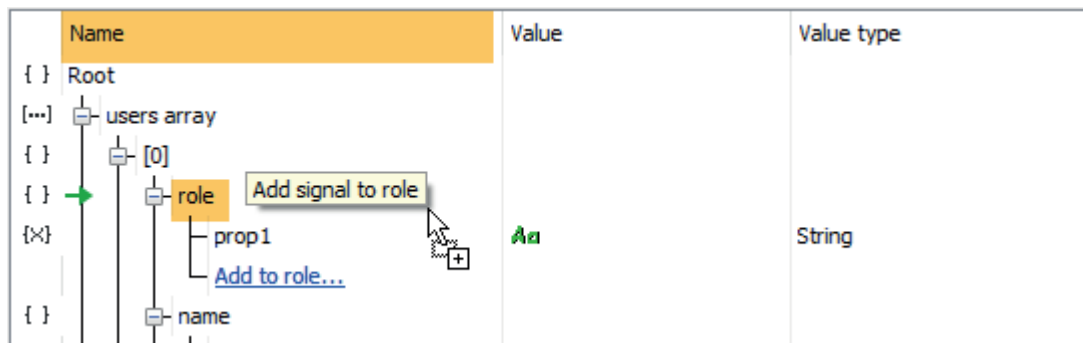 Name Value Value type
{ } Root
[...] users array
{ } [0]
{ } role Add signal to role
{x} prop1 Aa String
Add to role...
{ } name